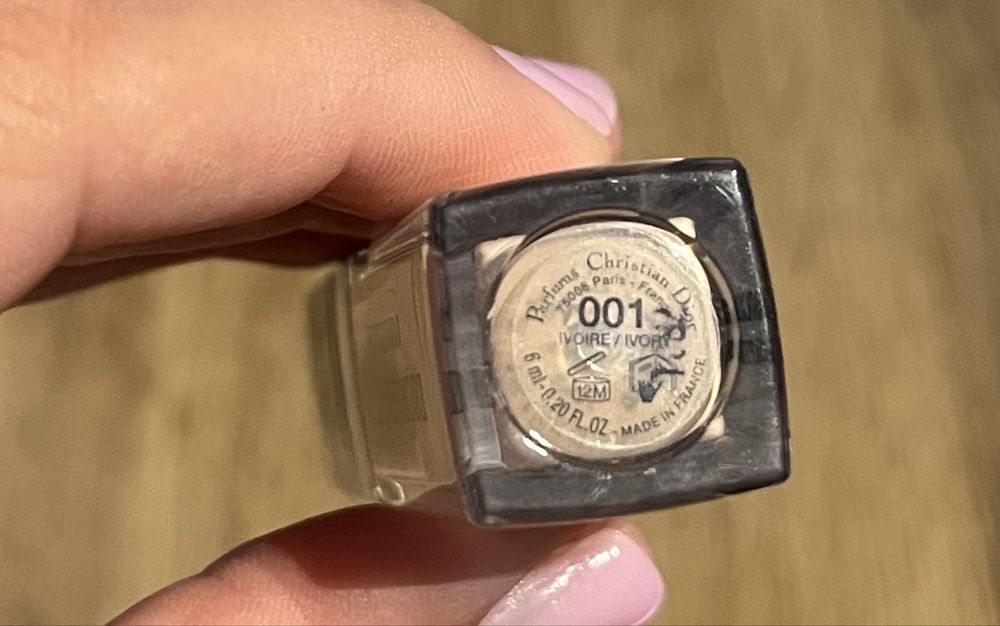 Parfums Christian Dior
75008 Paris - France
001
IVOIRE / IVORY
12M
6 ml-0.20 FL.OZ - MADE IN FRANCE